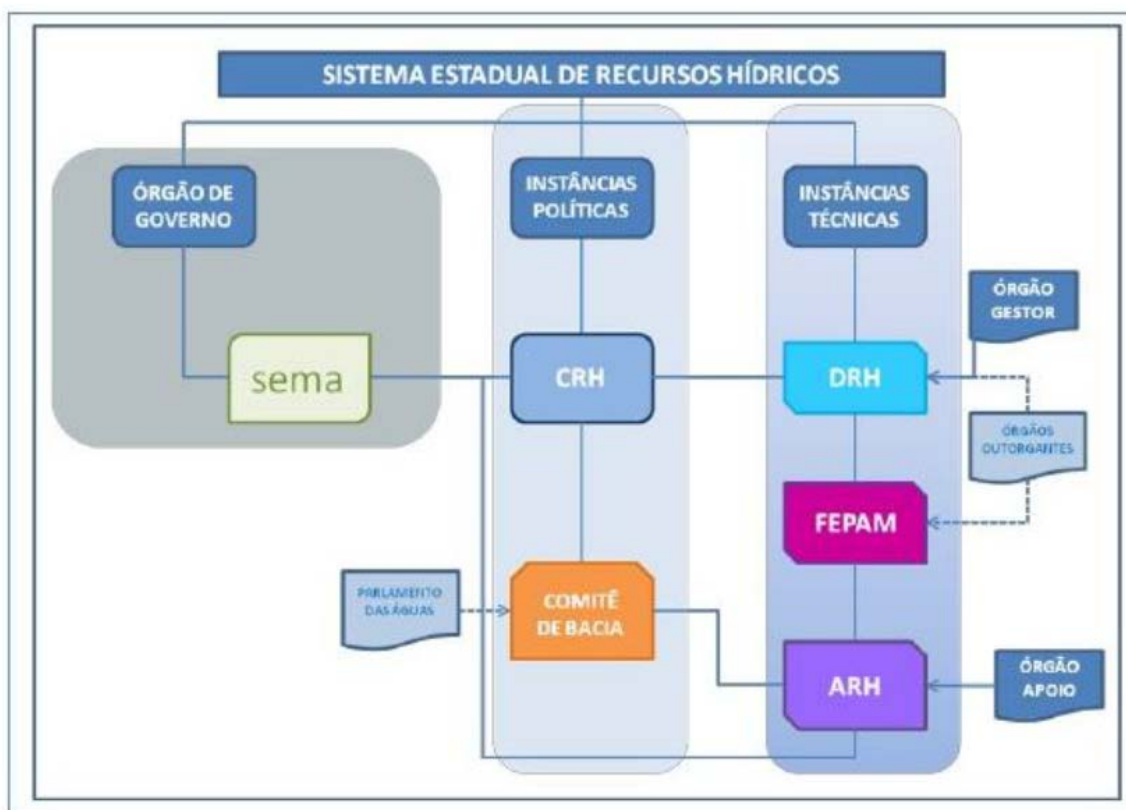 SISTEMA ESTADUAL DE RECURSOS HÍDRICOS
ÓRGÃO DE
GOVERNO
INSTÂNCIAS
POLÍTICAS
INSTÂNCIAS
TÉCNICAS
ÓRGÃO
GESTOR
sema
CRH
DRH
ÓRGÃOS
OUTORGANTES
FEPAM
PARLAMENTO
DAS ÁGUAS
COMITÊ
DE BACIA
ARH
ÓRGÃO
APOIO